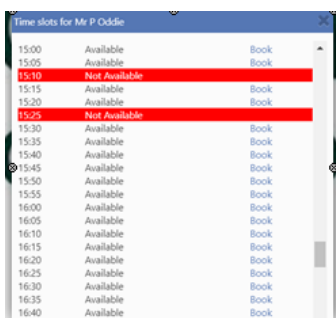 Time slots for Mr P Oddie
15:00 Available Book
15:05 Available Book
15:10 Not Available
15:15 Available Book
15:20 Available Book
15:25 Not Available
15:30 Available Book
15:35 Available Book
15:40 Available Book
15:45 Available Book
15:50 Available Book
15:55 Available Book
16:00 Available Book
16:05 Available Book
16:10 Available Book
16:15 Available Book
16:20 Available Book
16:25 Available Book
16:30 Available Book
16:35 Available Book
16:40 Available Book